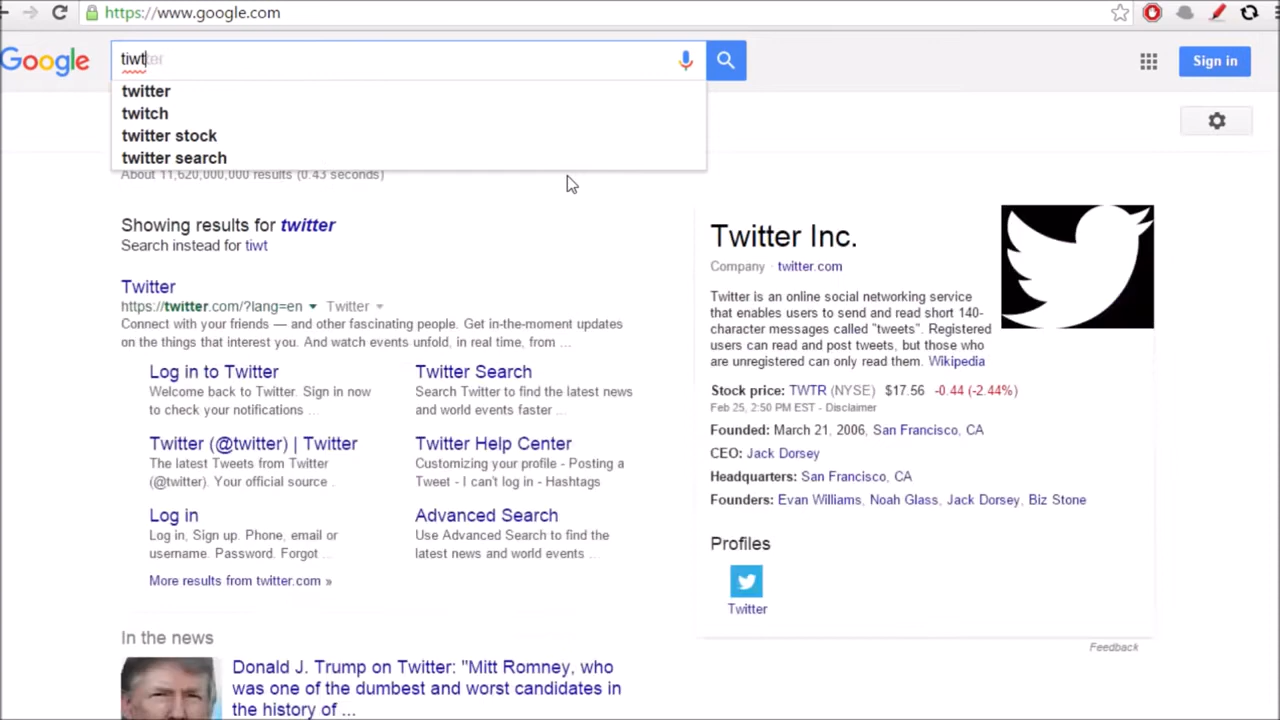 https://www.google.com
Google
tiwtter
Sign in
twitter
twitch
twitter stock
twitter search
About 11,620,000,000 results (0.43 seconds)
Showing results for twitter
Search instead for tiwt
Twitter
https://twitter.com/?lang=en Twitter
Connect with your friends — and other fascinating people. Get in-the-moment updates
on the things that interest you. And watch events unfold, in real time, from ...
Log in to Twitter
Welcome back to Twitter. Sign in now
to check your notifications ...
Twitter Search
Search Twitter to find the latest news
and world events faster ...
Twitter (@twitter) | Twitter
The latest Tweets from Twitter
(@twitter). Your official source .
Twitter Help Center
Customizing your profile - Posting a
Tweet - I can't log in - Hashtags
Log in
Log in, Sign up. Phone, email or
username. Password. Forgot ...
Advanced Search
Use Advanced Search to find the
latest news and world events ...
More results from twitter.com »
In the news
Donald J. Trump on Twitter: "Mitt Romney, who
was one of the dumbest and worst candidates in
the history of ...
Twitter Inc.
Company · twitter.com
Twitter is an online social networking service
that enables users to send and read short 140-
character messages called "tweets". Registered
users can read and post tweets, but those who
are unregistered can only read them. Wikipedia
Stock price: TWTR (NYSE) $17.56 -0.44 (-2.44%)
Feb 25, 2:50 PM EST - Disclaimer
Founded: March 21, 2006, San Francisco, CA
CEO: Jack Dorsey
Headquarters: San Francisco, CA
Founders: Evan Williams, Noah Glass, Jack Dorsey, Biz Stone
Profiles
Twitter
Feedback